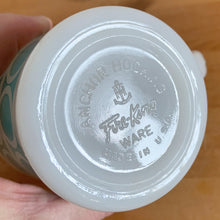 ANCHOR HOCKING
Fire-King
WARE
MADE IN U.S.A.